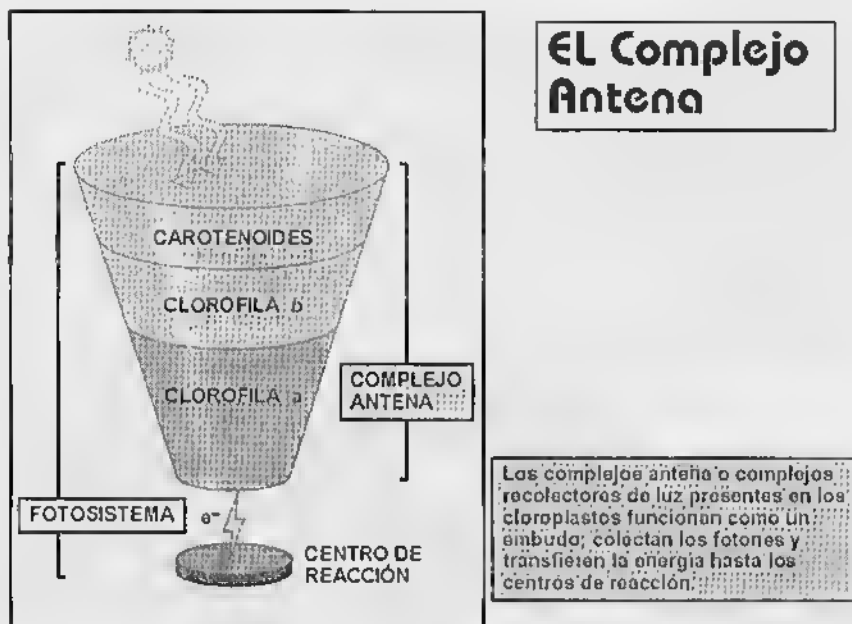 EL Complejo
Antena
CAROTENOIDES
CLOROFILA b
CLOROFILA a
COMPLEJO
ANTENA
FOTOSISTEMA
e⁻
CENTRO DE
REACCIÓN
Los complejos antena o complejos
recolectores de luz presentes en los
cloroplastos funcionan como un
embudo; colectan los fotones y
transfieren la energía hasta los
centros de reacción.